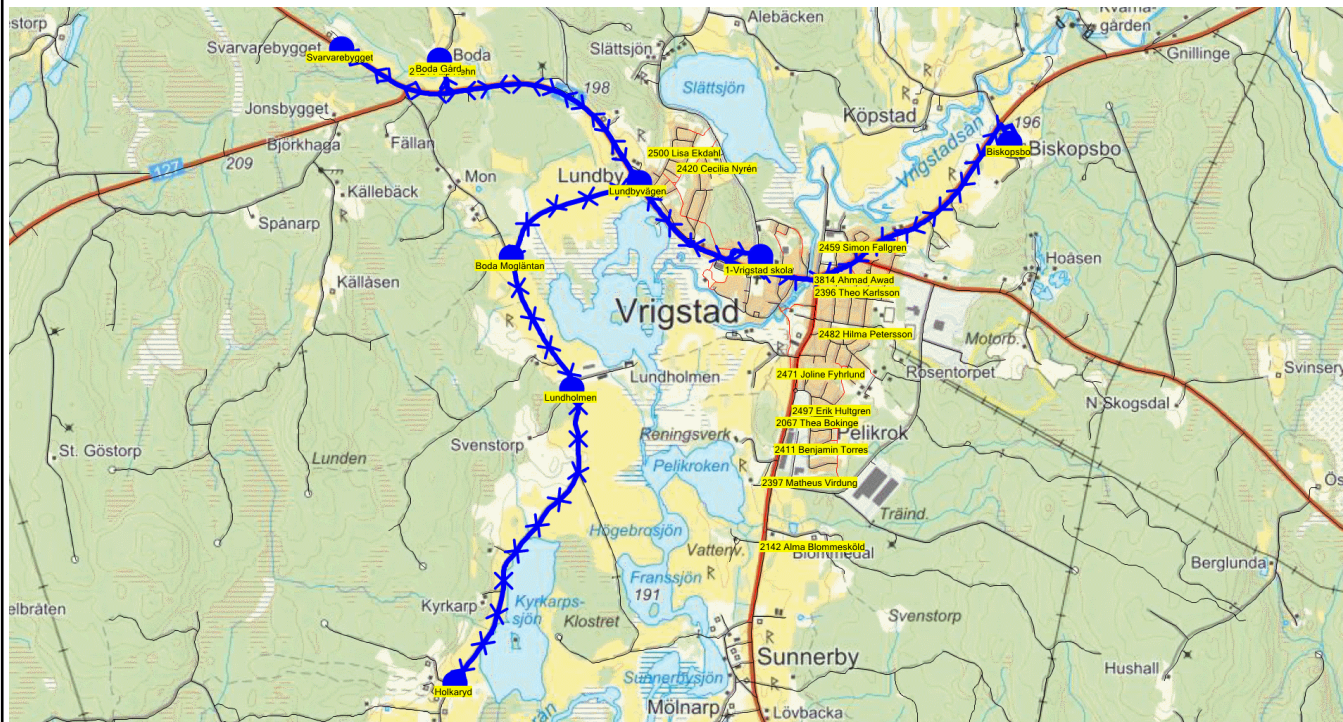 storp
Svarvarebygget
Svarvarebygget
Boda
Boda Gård
Slättsjön
Alebäcken
Kvarna-
gården
Gnillinge
198
Slättsjön
Köpstad
196
Jonsbygget
Björkhaga
209
Fällan
127
Vrigstadsån
Biskopsbo
Biskopsbo
2500 Lisa Ekdahl
2420 Cecilia Nyrén
Lundby
Lundbyvägen
Mon
Källebäck
Spånarp
Boda Mogläntan
1-Vrigstad skola
2459 Simon Fallgren
Hoåsen
Källåsen
3814 Ahmad Awad
2396 Theo Karlsson
Vrigstad
2482 Hilma Petersson
Motorb.
Lundholmen
2471 Joline Fyhrlund
Rosentorpet
Svinsery
Lundholmen
N Skogsdal
2497 Erik Hultgren
2067 Thea Bokinge
Svenstorp
Reningsverk
Pelikrok
2411 Benjamin Torres
St. Göstorp
Lunden
Pelikroken
2397 Matheus Virdung
Ös
Träind.
Högebrosjön
Vattenv.
2142 Alma Blommesköld
Blommedal
Berglunda
Franssjön
191
elbråten
Kyrkarp
Kyrkarps-
sjön
Klostret
Svenstorp
Sunnerby
Hushall
Holkaryd
Sunnerbysjön
Mölnarp
Lövbacka
rån